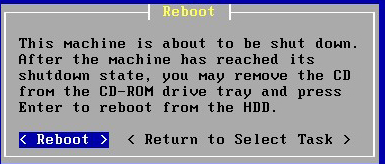 Reboot
This machine is about to be shut down.
After the machine has reached its
shutdown state, you may remove the CD
from the CD-ROM drive tray and press
Enter to reboot from the HDD.
< Reboot > < Return to Select Task >